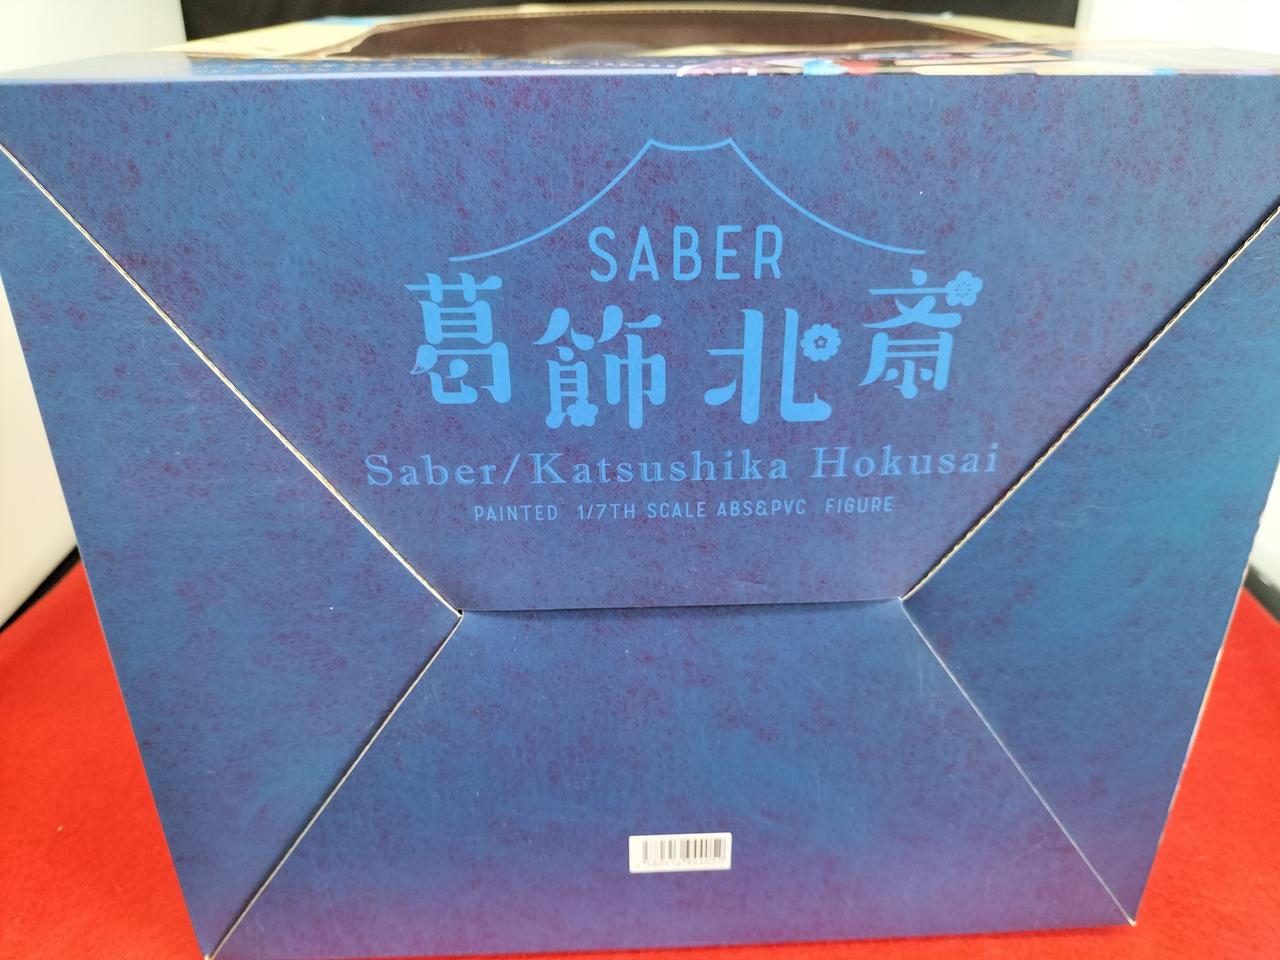 SABER
葛飾北斎
Saber/Katsushika Hokusai
PAINTED 1/7TH SCALE ABS&PVC FIGURE